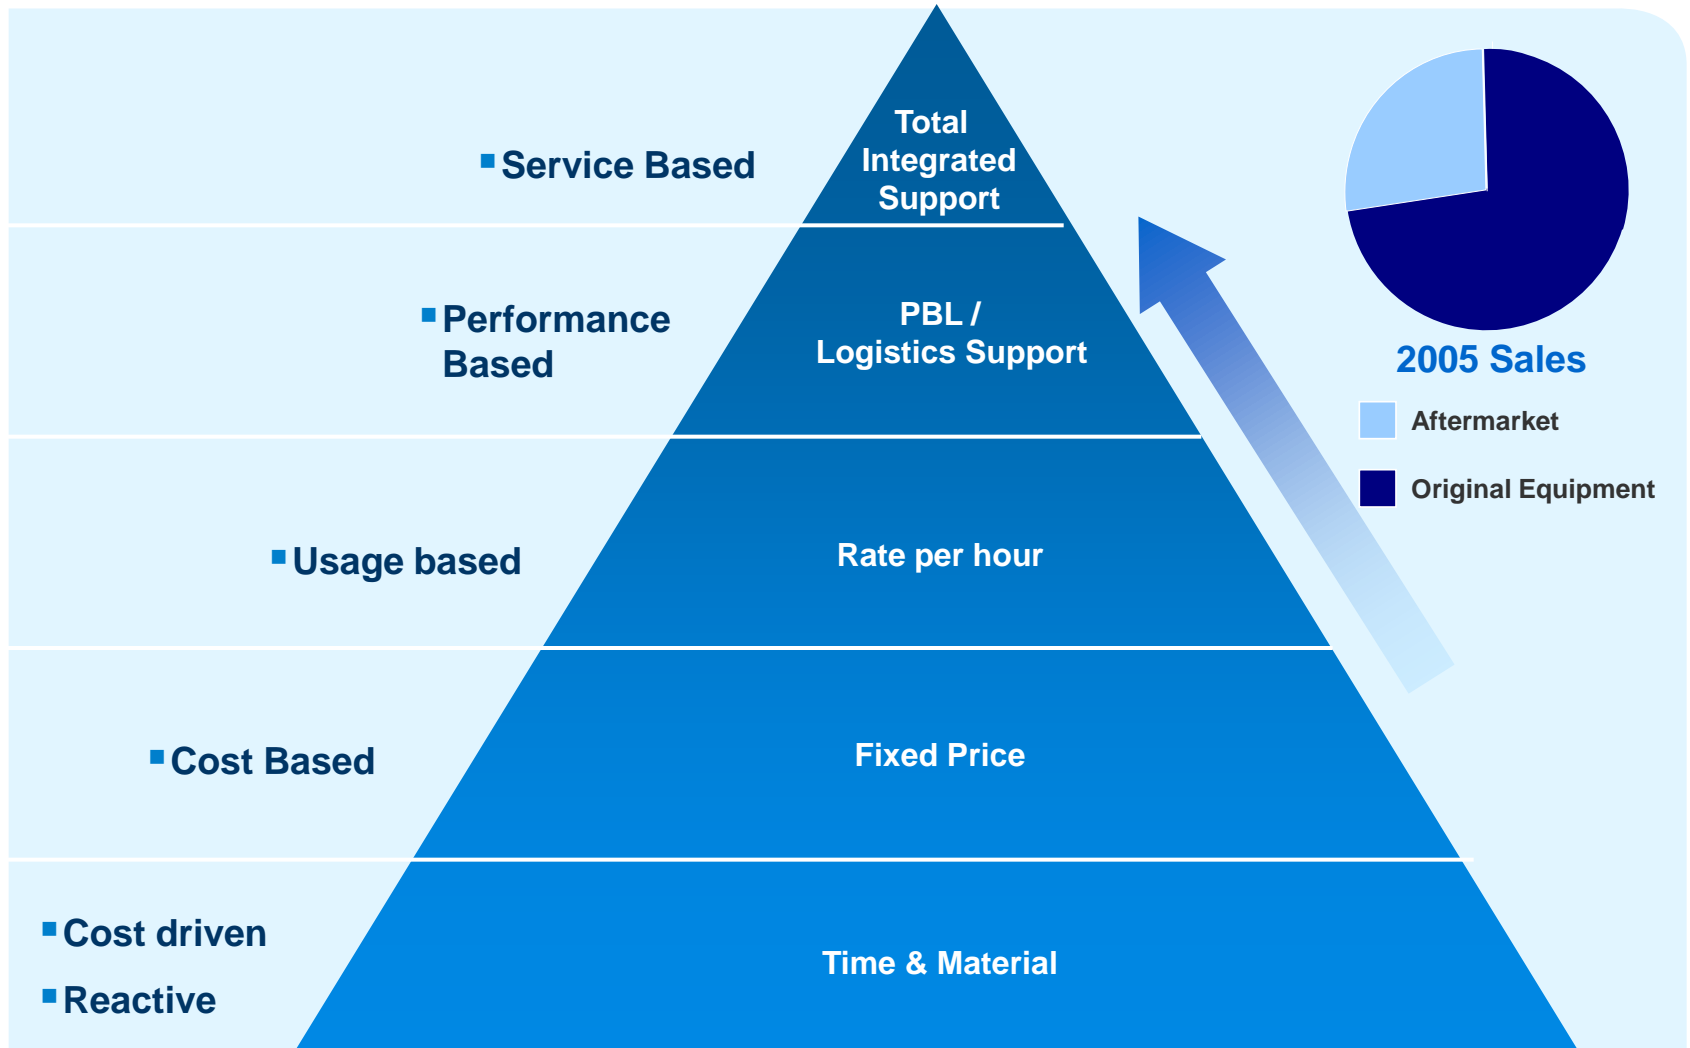 Total
Integrated
Support
▪ Service Based
PBL /
Logistics Support
▪ Performance
Based
2005 Sales
Aftermarket
Original Equipment
Rate per hour
▪ Usage based
Fixed Price
▪ Cost Based
▪ Cost driven
Time & Material
▪ Reactive